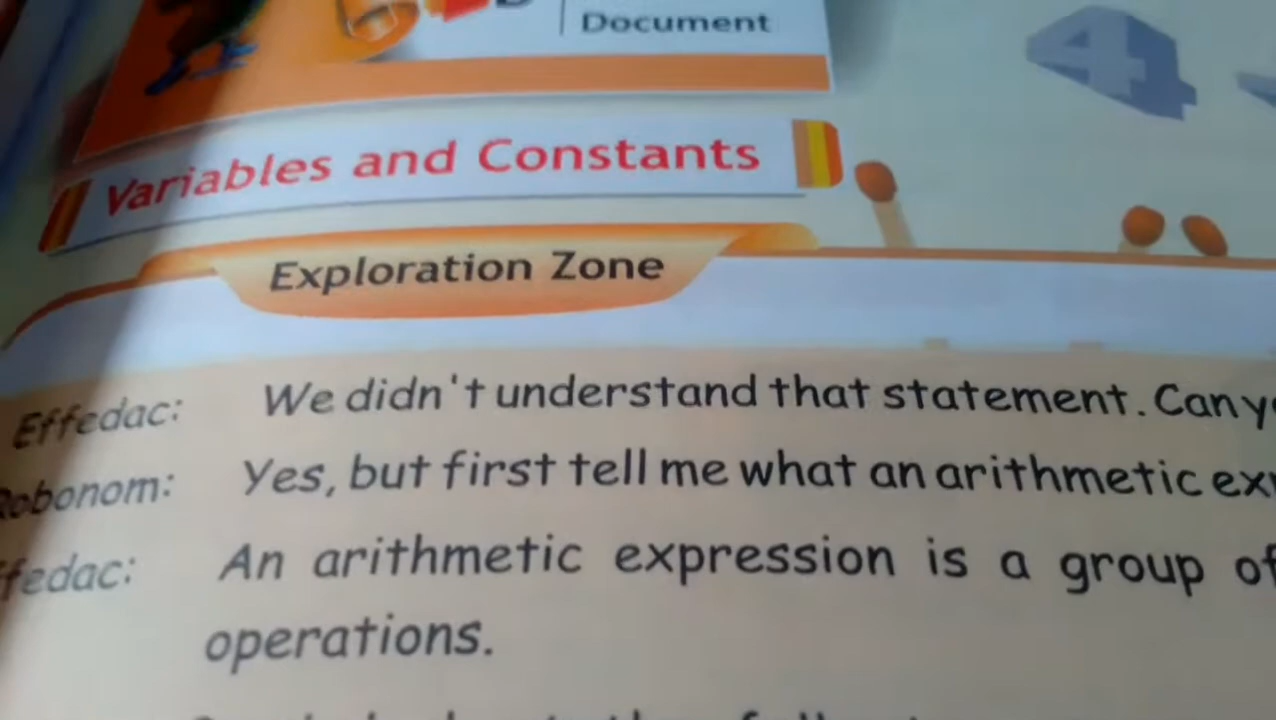 Document
4
Variables and Constants
Exploration Zone
Effedac: We didn't understand that statement. Can
Robonom: Yes, but first tell me what an arithmetic
An arithmetic expression is a group of
operations.